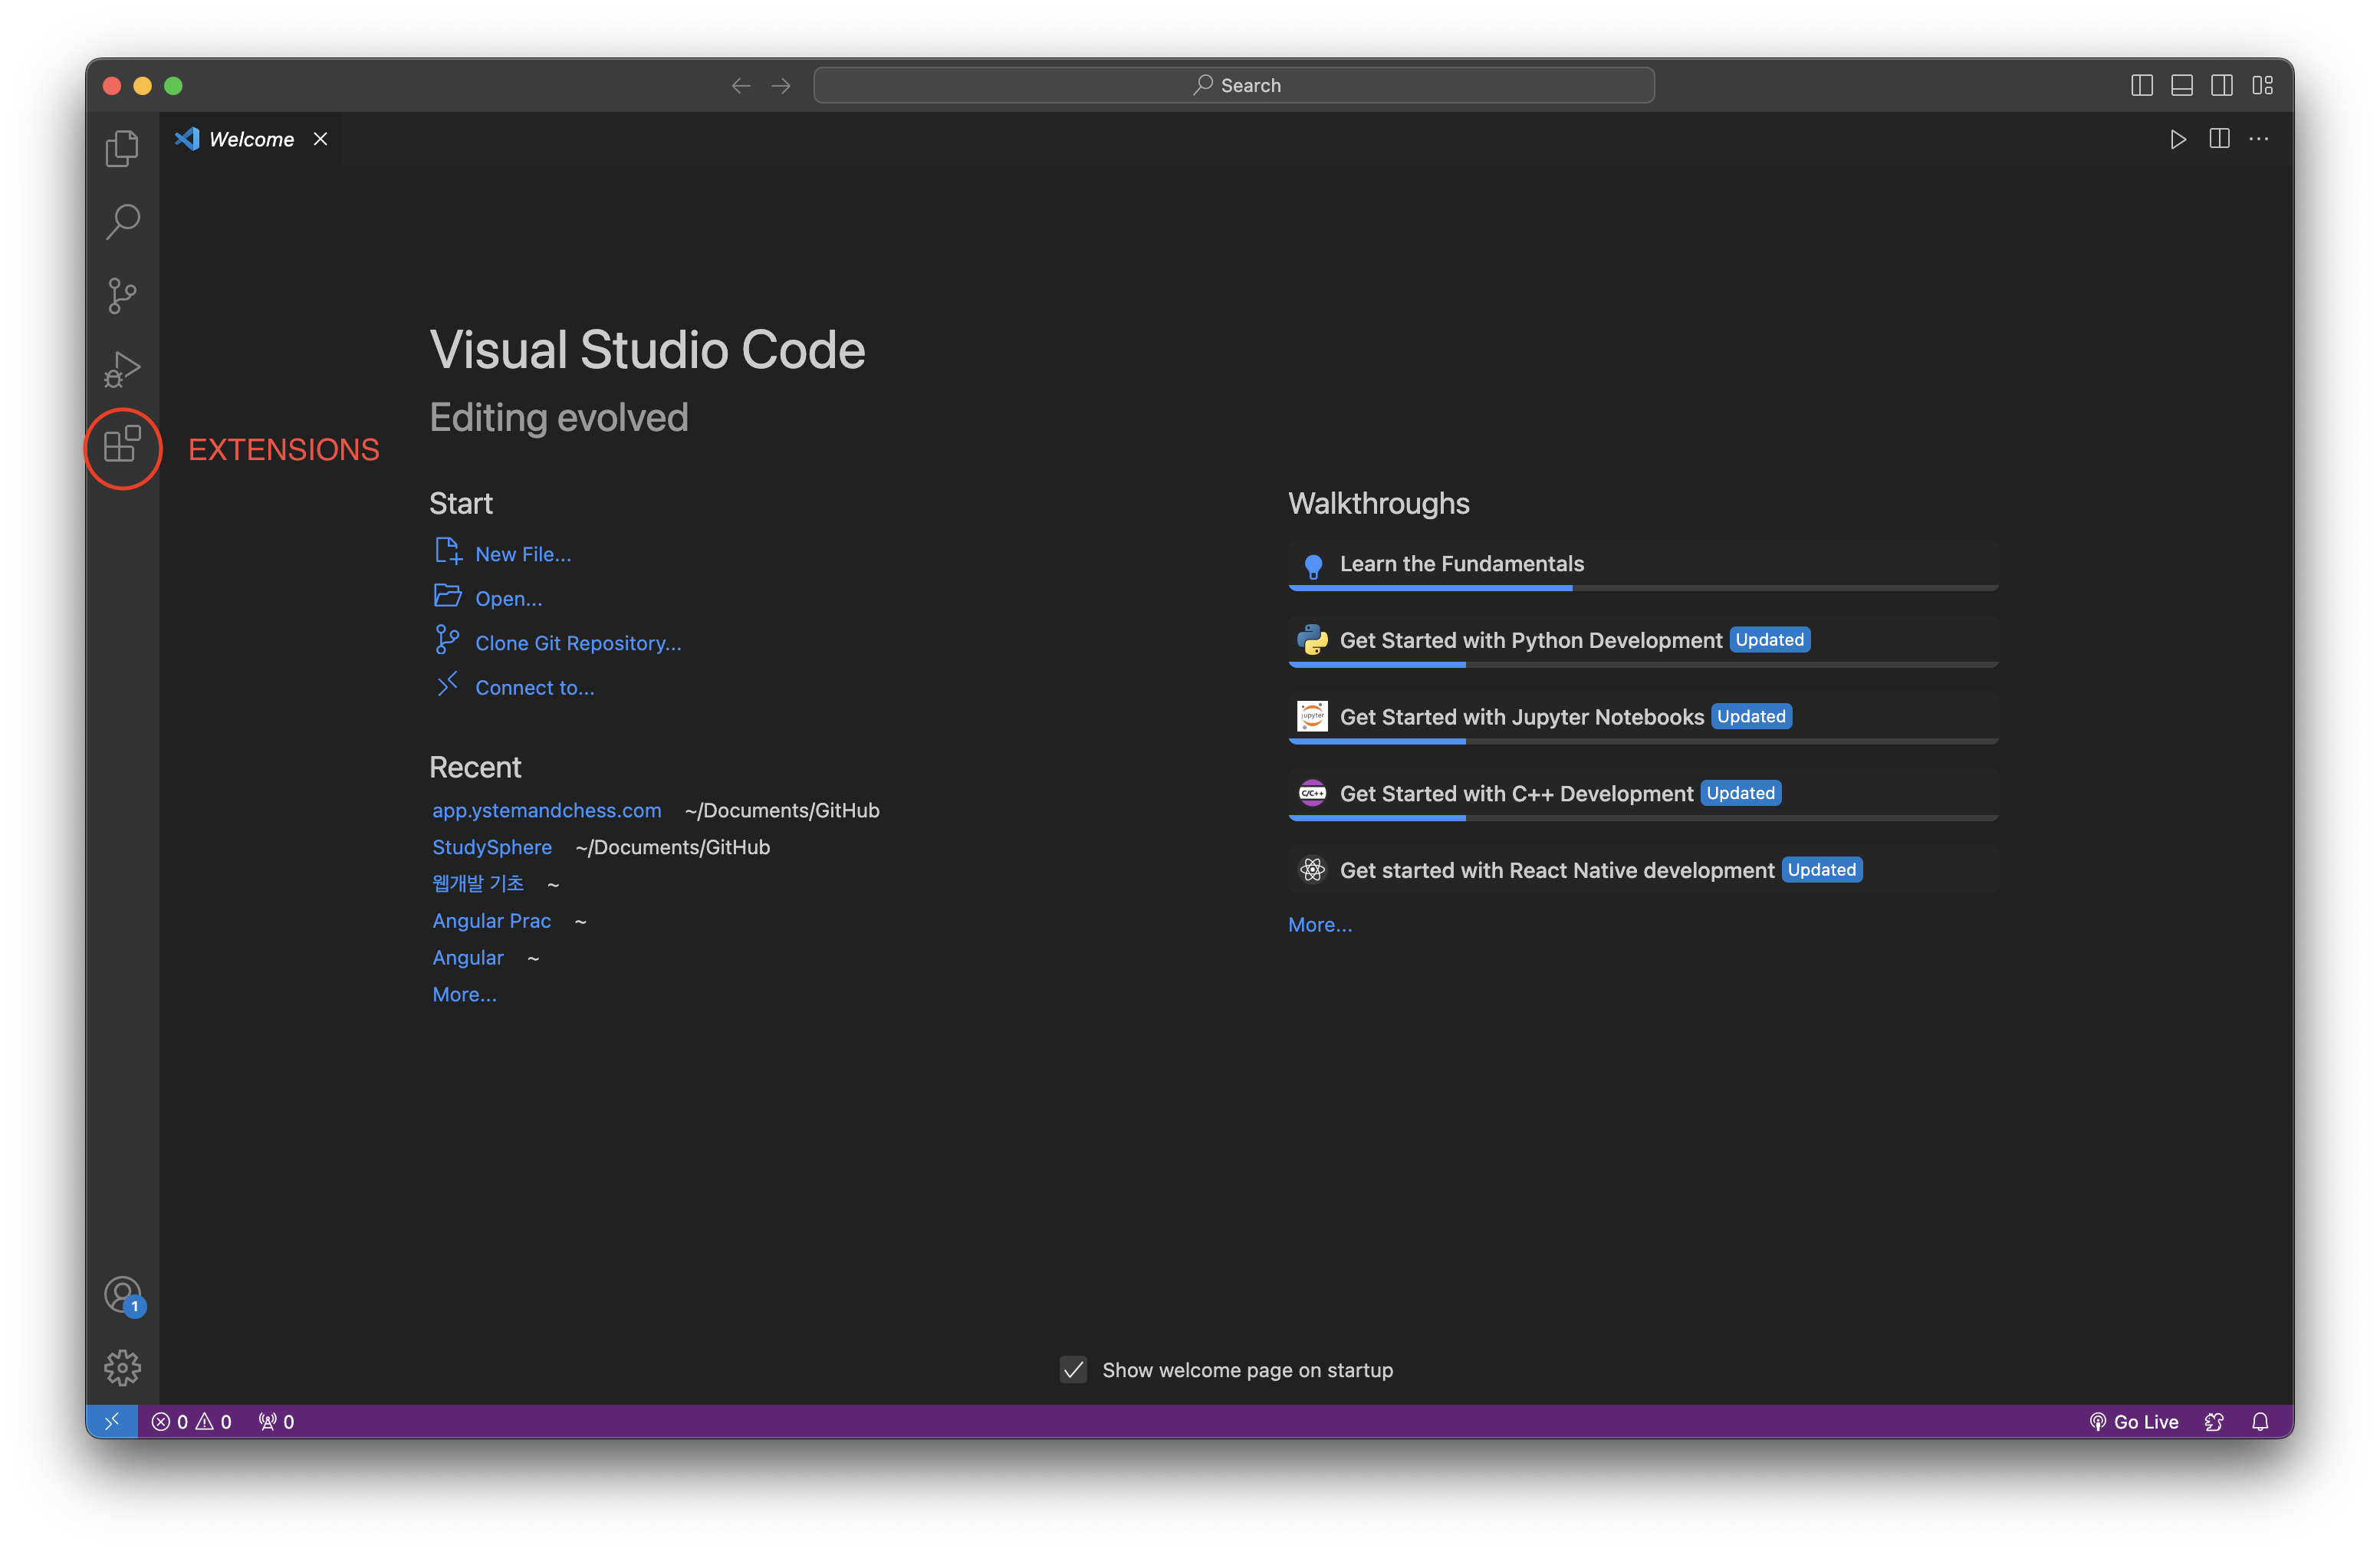 Search
Welcome
Visual Studio Code
Editing evolved
EXTENSIONS
Start
New File...
Open...
Clone Git Repository...
Connect to...
Recent
app.ystemandchess.com ~/Documents/GitHub
StudySphere ~/Documents/GitHub
웹개발 기초 ~
Angular Prac ~
Angular ~
More...
Walkthroughs
Learn the Fundamentals
Get Started with Python Development Updated
jupyter
Get Started with Jupyter Notebooks Updated
C/C++
Get Started with C++ Development Updated
Get started with React Native development Updated
More...
1
Show welcome page on startup
0 0 0
Go Live